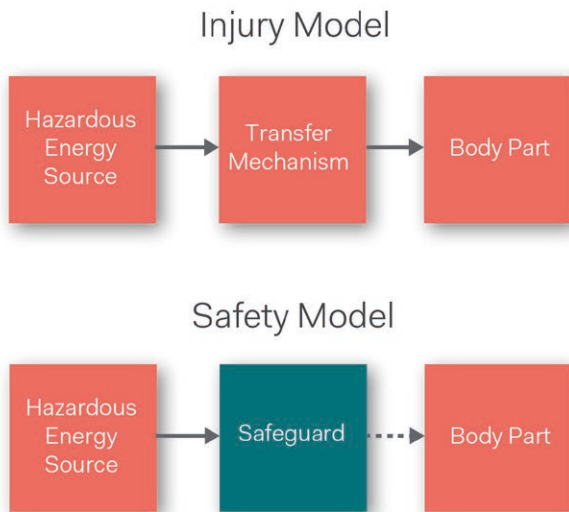 Injury Model
Hazardous
Energy
Source
Transfer
Mechanism
Body Part
Safety Model
Hazardous
Energy
Source
Safeguard
Body Part